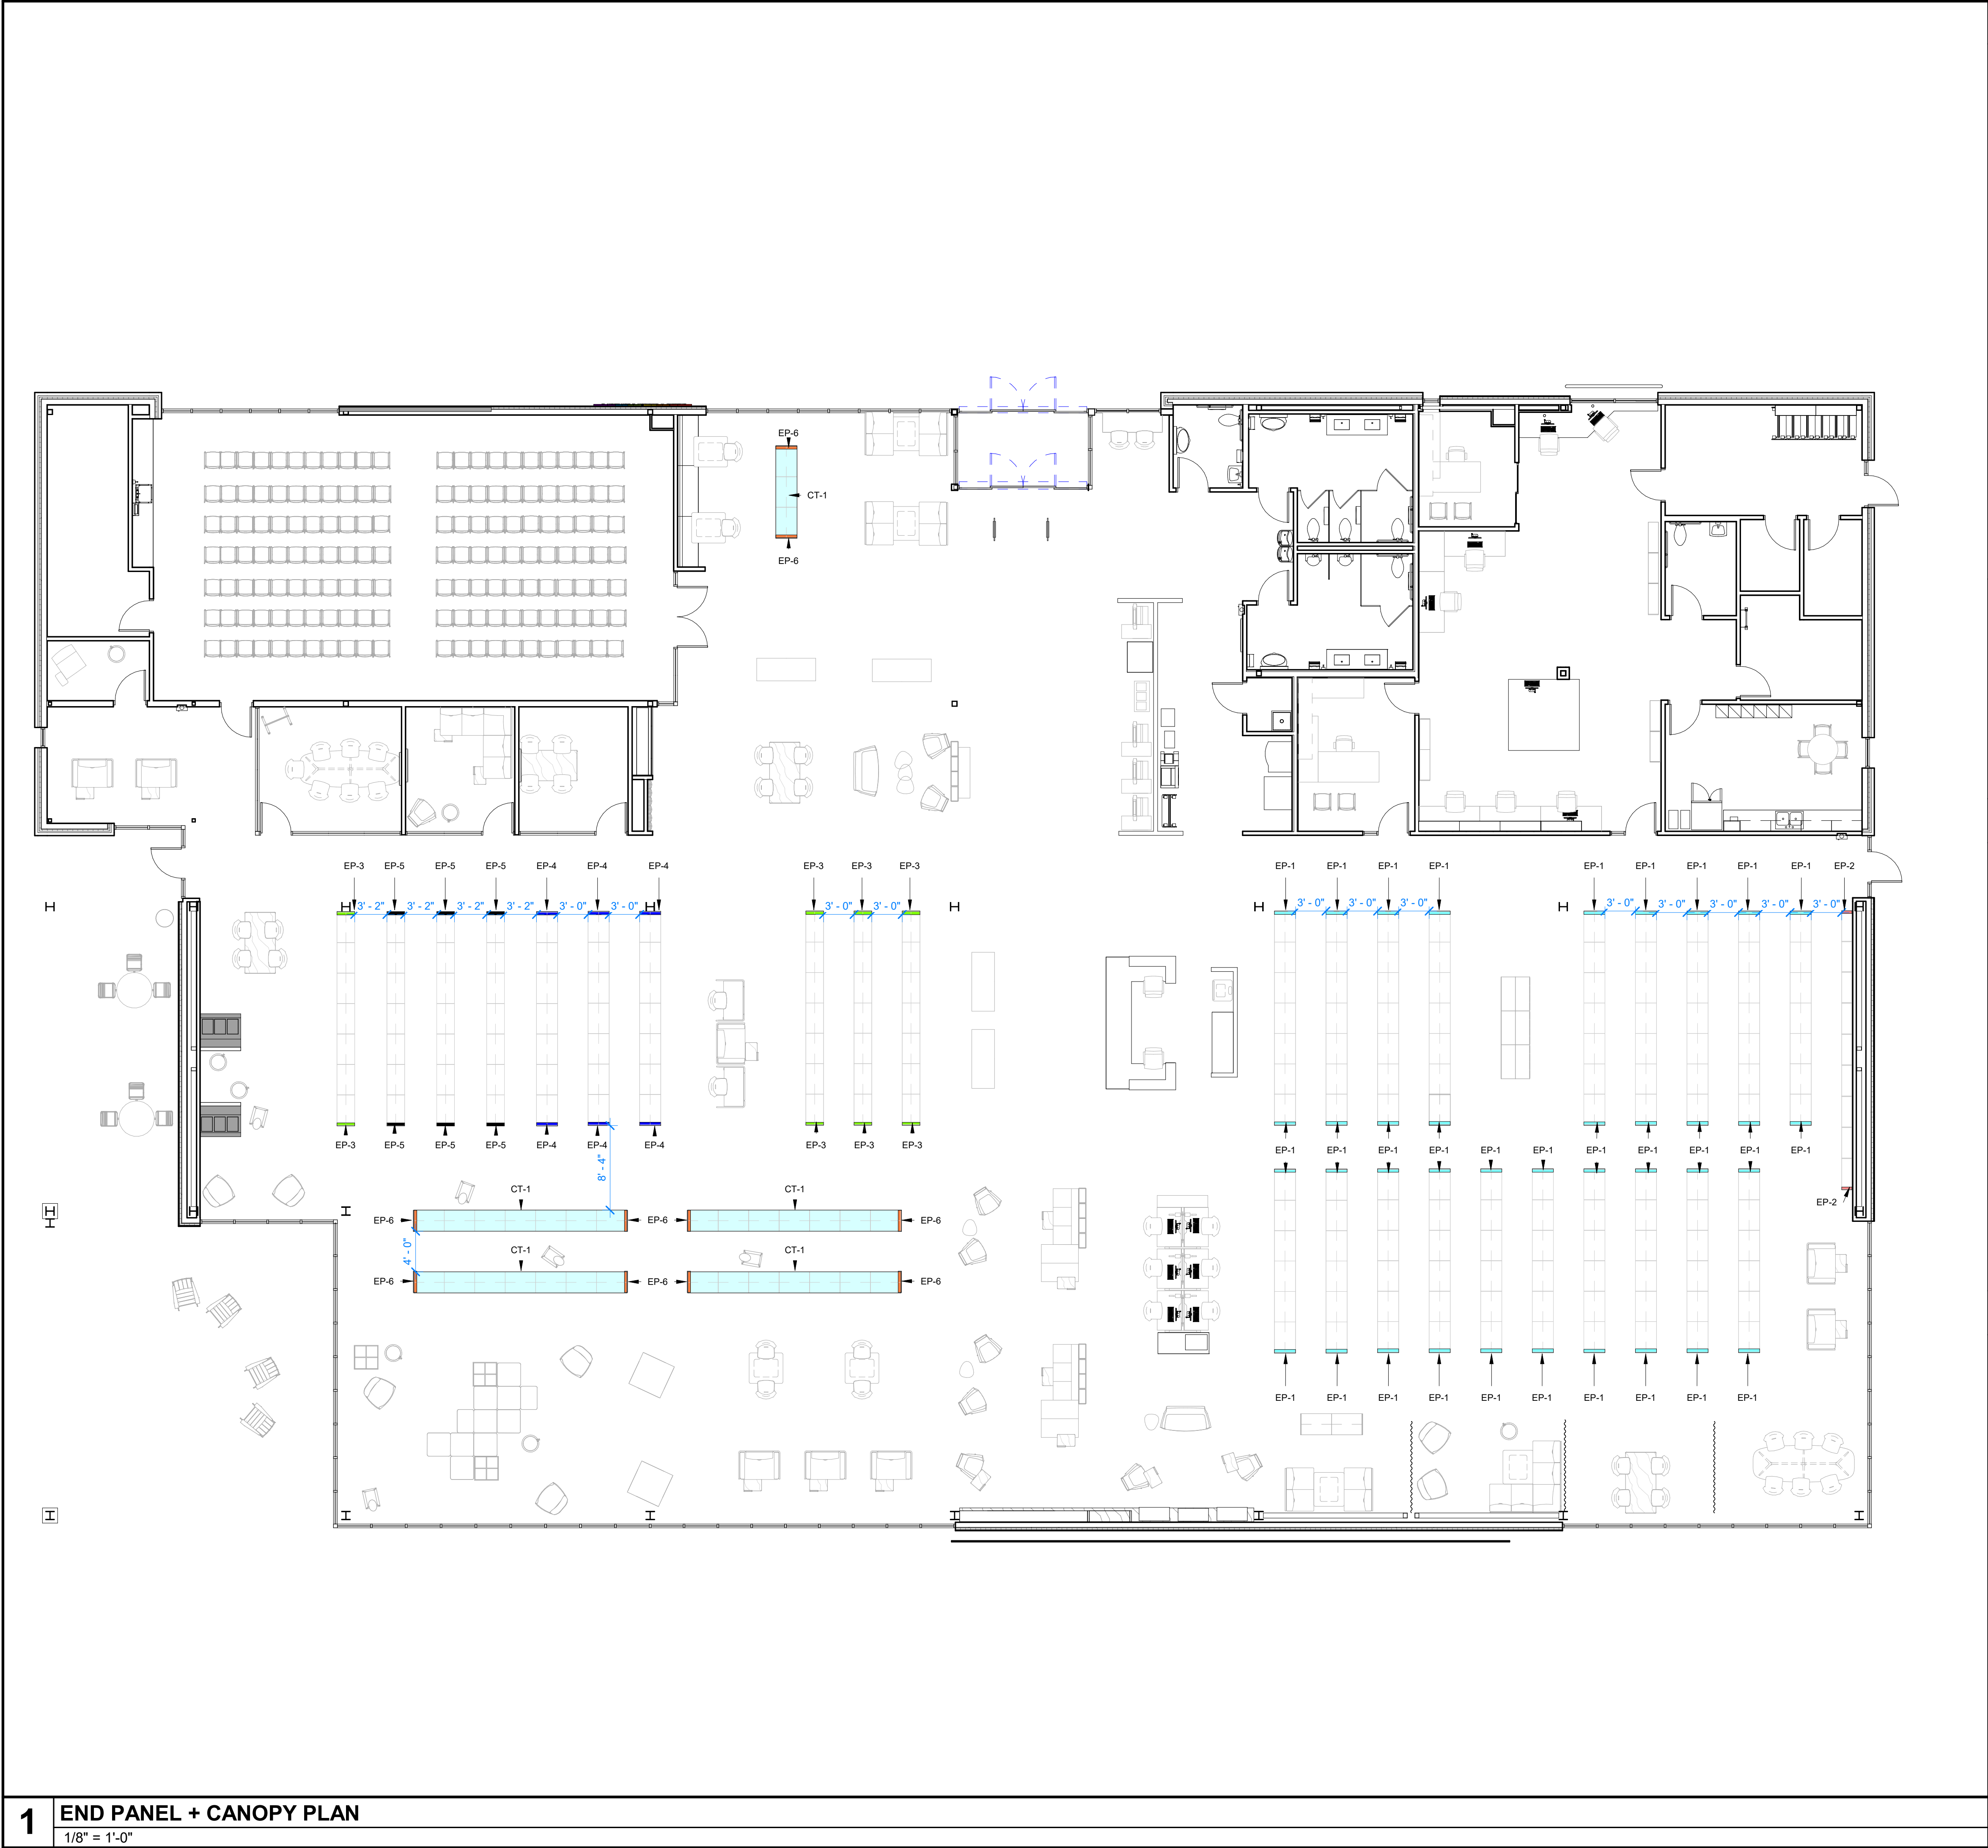 EP-6
CT-1
EP-6
EP-3 EP-5 EP-5 EP-5 EP-4 EP-4 EP-4 EP-3 EP-3 EP-3 EP-1 EP-1 EP-1 EP-1 EP-1 EP-1 EP-1 EP-1 EP-1 EP-2
3' - 2" 3' - 2" 3' - 2" 3' - 2" 3' - 0" 3' - 0" 3' - 0" 3' - 0" 3' - 0" 3' - 0" 3' - 0" 3' - 0" 3' - 0" 3' - 0" 3' - 0" 3' - 0"
EP-3 EP-5 EP-5 EP-5 EP-4 EP-4 EP-4 EP-3 EP-3 EP-3
EP-1 EP-1 EP-1 EP-1 EP-1 EP-1 EP-1 EP-1 EP-1 EP-1 EP-1
8' - 4"
CT-1 CT-1
EP-2
EP-6 EP-6 EP-6
4' - 0"
CT-1 CT-1
EP-6 EP-6 EP-6
EP-1 EP-1 EP-1 EP-1 EP-1 EP-1 EP-1 EP-1 EP-1 EP-1
1 END PANEL + CANOPY PLAN
1/8" = 1'-0"